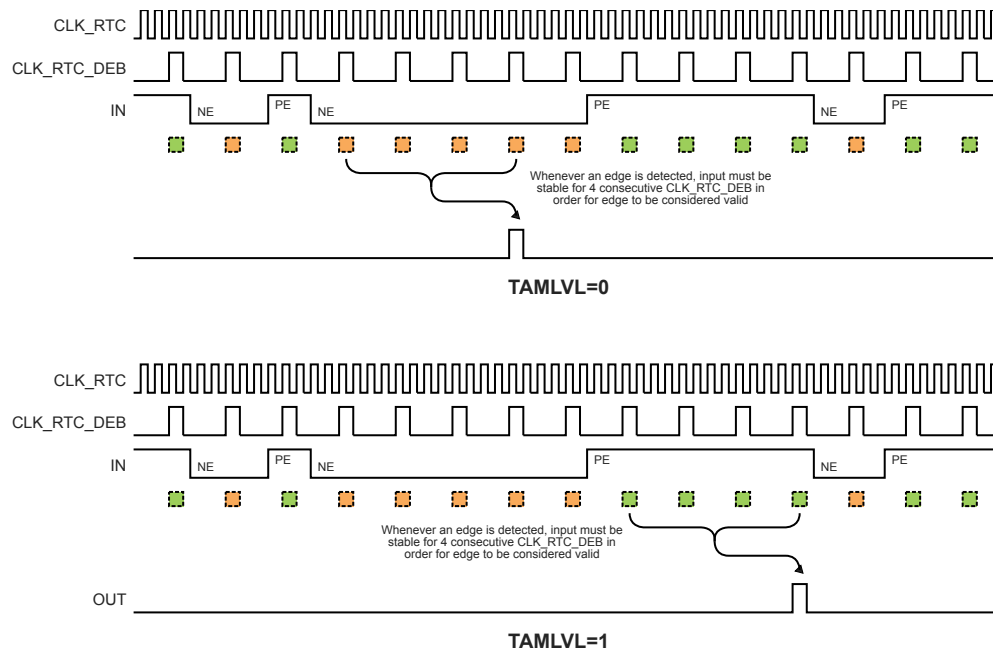 CLK_RTC
CLK_RTC_DEB
IN
NE
PE
NE
PE
NE
PE
Whenever an edge is detected, input must be
stable for 4 consecutive CLK_RTC_DEB in
order for edge to be considered valid
TAMLVL=0
CLK_RTC
CLK_RTC_DEB
IN
NE
PE
NE
PE
NE
PE
Whenever an edge is detected, input must be
stable for 4 consecutive CLK_RTC_DEB in
order for edge to be considered valid
OUT
TAMLVL=1